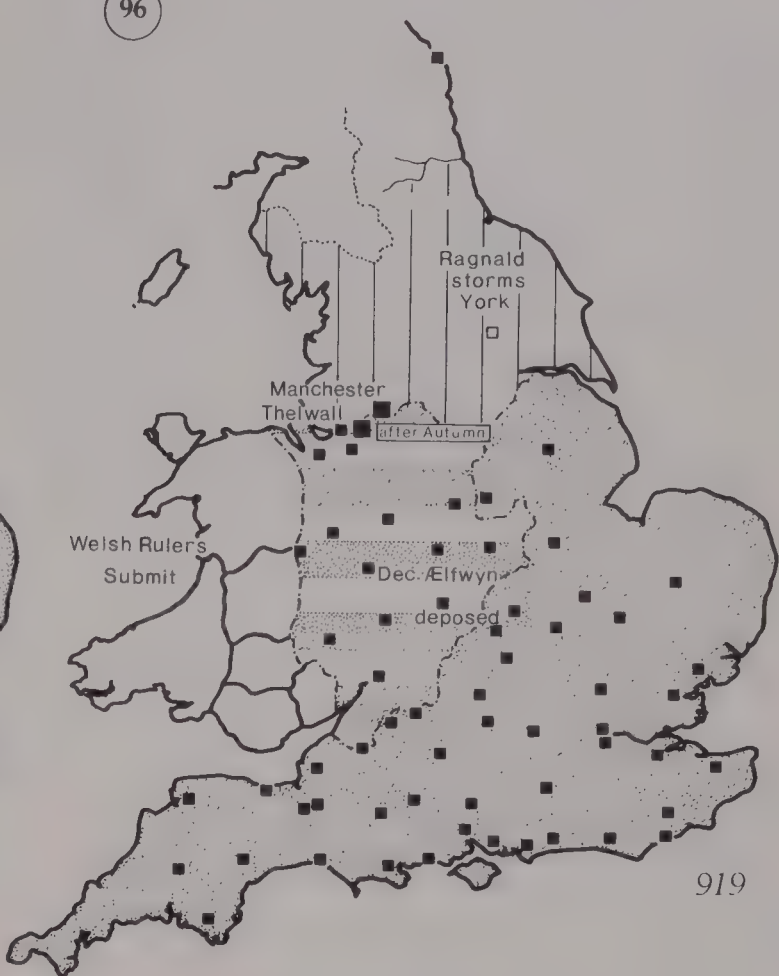 96
Ragnald
storms
York
Manchester
Thelwall
after Autumn
Welsh Rulers
Submit
Dec. Ælfwyn
deposed
919